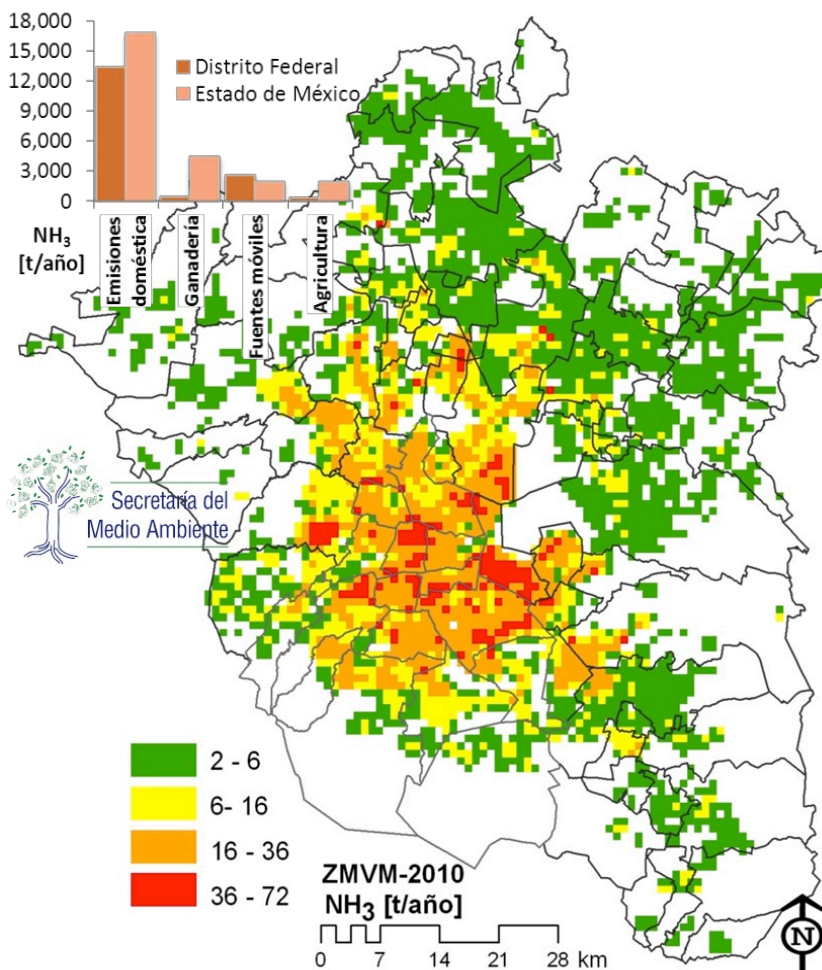 18,000
15,000
12,000
9,000
6,000
3,000
0
NH3
[t/año]
Distrito Federal
Estado de México
Emisiones
doméstica
Ganadería
Fuentes móviles
Agricultura
Secretaría del
Medio Ambiente
2 - 6
6- 16
16 - 36
36 - 72
ZMVM-2010
NH3 [t/año]
0 7 14 21 28 km
N